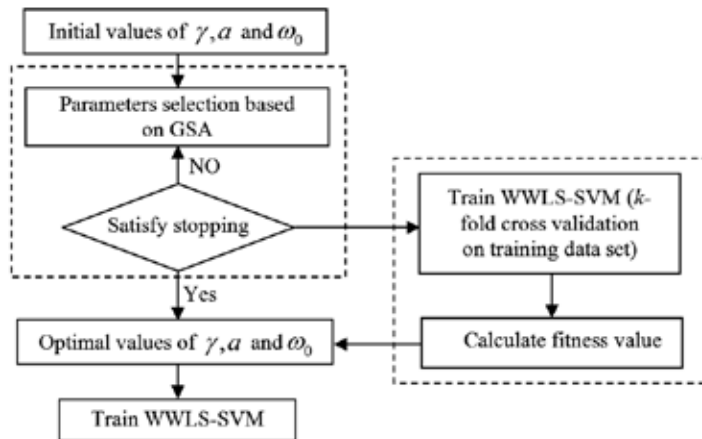 Initial values of γ, a and ω₀
Parameters selection based
on GSA
NO
Satisfy stopping
Yes
Optimal values of γ, a and ω₀
Train WWLS-SVM
Train WWLS-SVM (k-
fold cross validation
on training data set)
Calculate fitness value